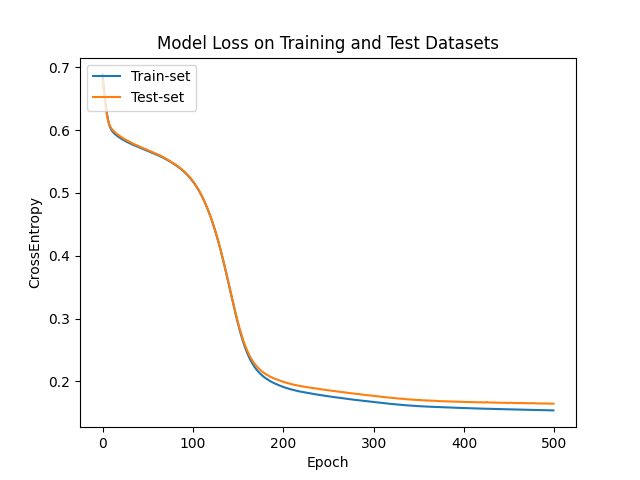 Model Loss on Training and Test Datasets
Train-set
Test-set
0.7
0.6
0.5
0.4
0.3
0.2
CrossEntropy
0 100 200 300 400 500
Epoch